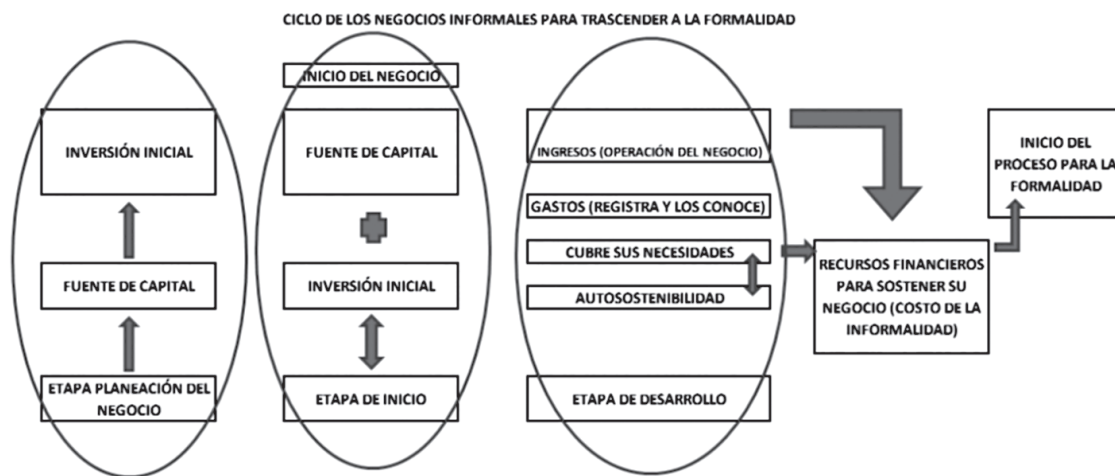 CICLO DE LOS NEGOCIOS INFORMALES PARA TRASCENDER A LA FORMALIDAD
INVERSIÓN INICIAL
FUENTE DE CAPITAL
ETAPA PLANEACIÓN DEL
NEGOCIO
INICIO DEL NEGOCIO
FUENTE DE CAPITAL
INVERSIÓN INICIAL
ETAPA DE INICIO
INGRESOS (OPERACIÓN DEL NEGOCIO)
GASTOS (REGISTRA Y LOS CONOCE)
CUBRE SUS NECESIDADES
AUTOSOSTENIBILIDAD
ETAPA DE DESARROLLO
RECURSOS FINANCIEROS
PARA SOSTENER SU
NEGOCIO (COSTO DE LA
INFORMALIDAD)
INICIO DEL
PROCESO PARA LA
FORMALIDAD